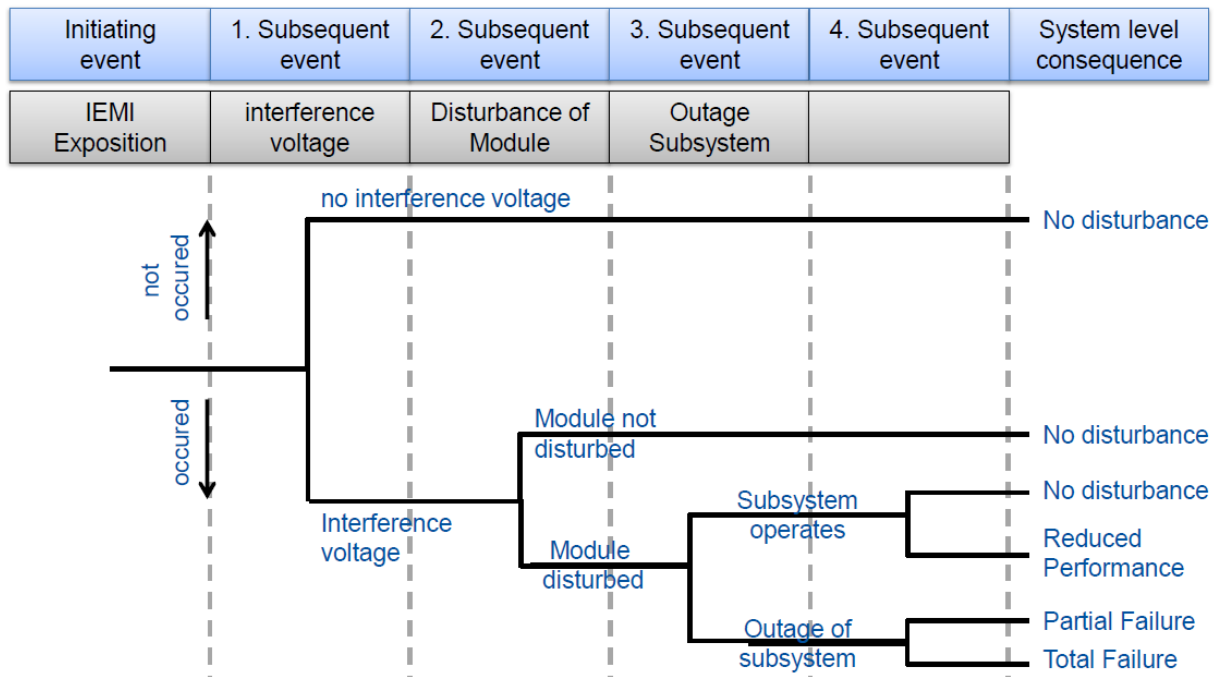 Initiating
event
1. Subsequent
event
2. Subsequent
event
3. Subsequent
event
4. Subsequent
event
System level
consequence
IEMI
Exposition
interference
voltage
Disturbance of
Module
Outage
Subsystem
no interference voltage
No disturbance
not
occured
occured
Module not
disturbed
No disturbance
Interference
voltage
Module
disturbed
Subsystem
operates
No disturbance
Reduced
Performance
Outage of
subsystem
Partial Failure
Total Failure